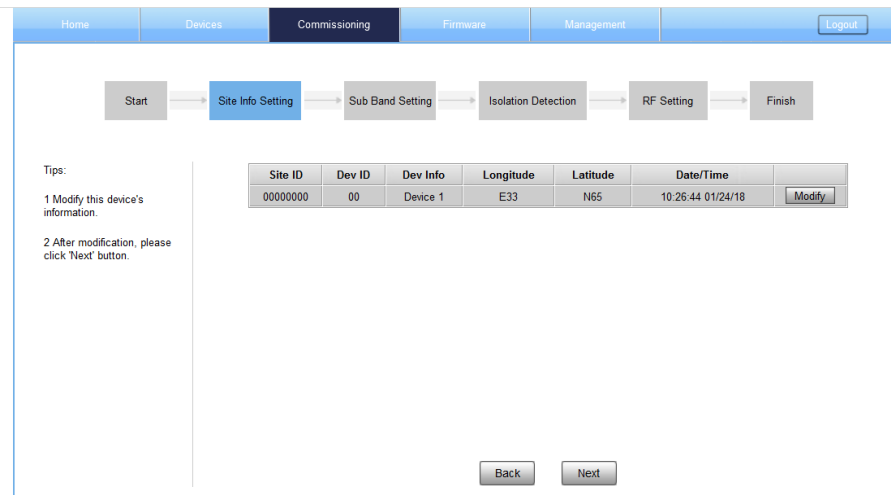 Home Devices Commissioning Firmware Management Logout
Start Site Info Setting Sub Band Setting Isolation Detection RF Setting Finish
Tips:
1 Modify this device's
information.
2 After modification, please
click 'Next' button.
Site ID Dev ID Dev Info Longitude Latitude Date/Time
00000000 00 Device 1 E33 N65 10:26:44 01/24/18 Modify
Back Next